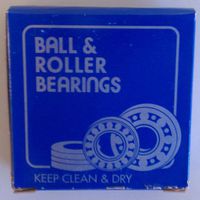 BALL &
ROLLER
BEARINGS
KEEP CLEAN & DRY